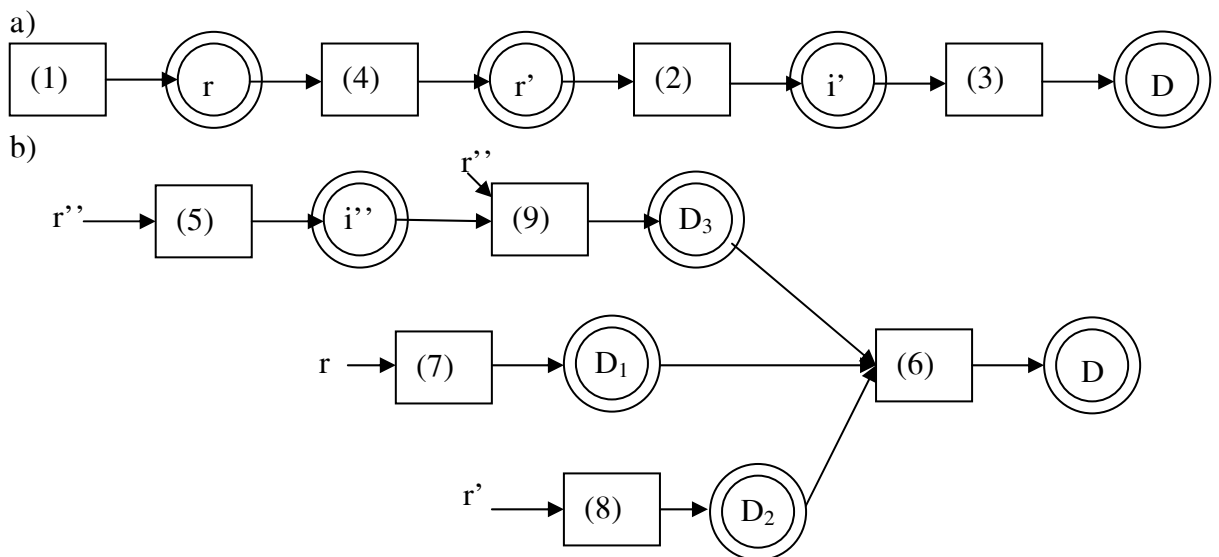 a)
(1) r (4) r’ (2) i’ (3) D
b)
r’’
r’’ (5) i’’ (9) D₃
r (7) D₁ (6) D
r’ (8) D₂